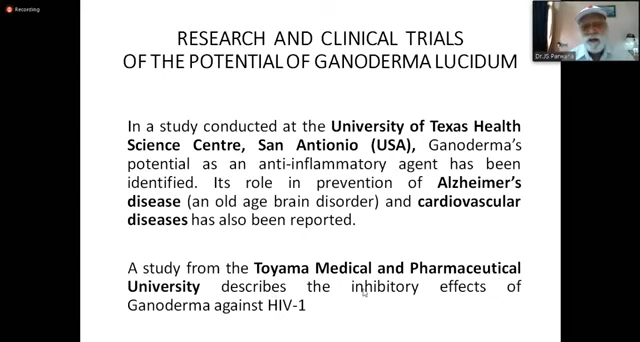 Recording
RESEARCH AND CLINICAL TRIALS
OF THE POTENTIAL OF GANODERMA LUCIDUM
In a study conducted at the University of Texas Health
Science Centre, San Antionio (USA), Ganoderma's
potential as an anti-inflammatory agent has been
identified. Its role in prevention of Alzheimer's
disease (an old age brain disorder) and cardiovascular
diseases has also been reported.
A study from the Toyama Medical and Pharmaceutical
University describes the inhibitory effects of
Ganoderma against HIV-1
Dr.JS